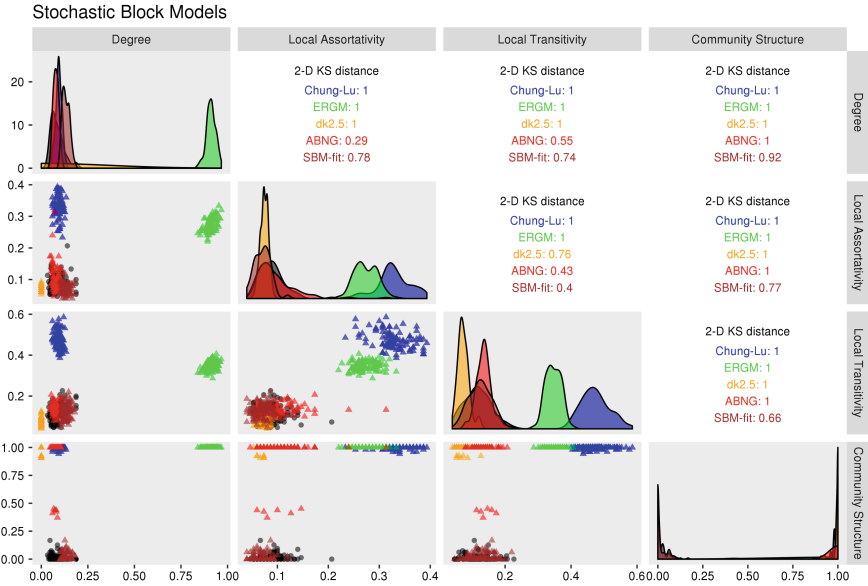 Stochastic Block Models
Degree
Local Assortativity
Local Transitivity
Community Structure
20
10
0
2-D KS distance
Chung-Lu: 1
ERGM: 1
dk2.5: 1
ABNG: 0.29
SBM-fit: 0.78
2-D KS distance
Chung-Lu: 1
ERGM: 1
dk2.5: 1
ABNG: 0.55
SBM-fit: 0.74
2-D KS distance
Chung-Lu: 1
ERGM: 1
dk2.5: 1
ABNG: 1
SBM-fit: 0.92
Degree
0.4
0.3
0.2
0.1
2-D KS distance
Chung-Lu: 1
ERGM: 1
dk2.5: 0.76
ABNG: 0.43
SBM-fit: 0.4
2-D KS distance
Chung-Lu: 1
ERGM: 1
dk2.5: 1
ABNG: 1
SBM-fit: 0.77
Local Assortativity
0.6
0.4
0.2
2-D KS distance
Chung-Lu: 1
ERGM: 1
dk2.5: 1
ABNG: 1
SBM-fit: 0.66
Local Transitivity
1.00
0.75
0.50
0.25
0.00
Community Structure
0.00 0.25 0.50 0.75 1.00
0.1 0.2 0.3 0.4
0.2 0.4 0.6
0.00 0.25 0.50 0.75 1.00